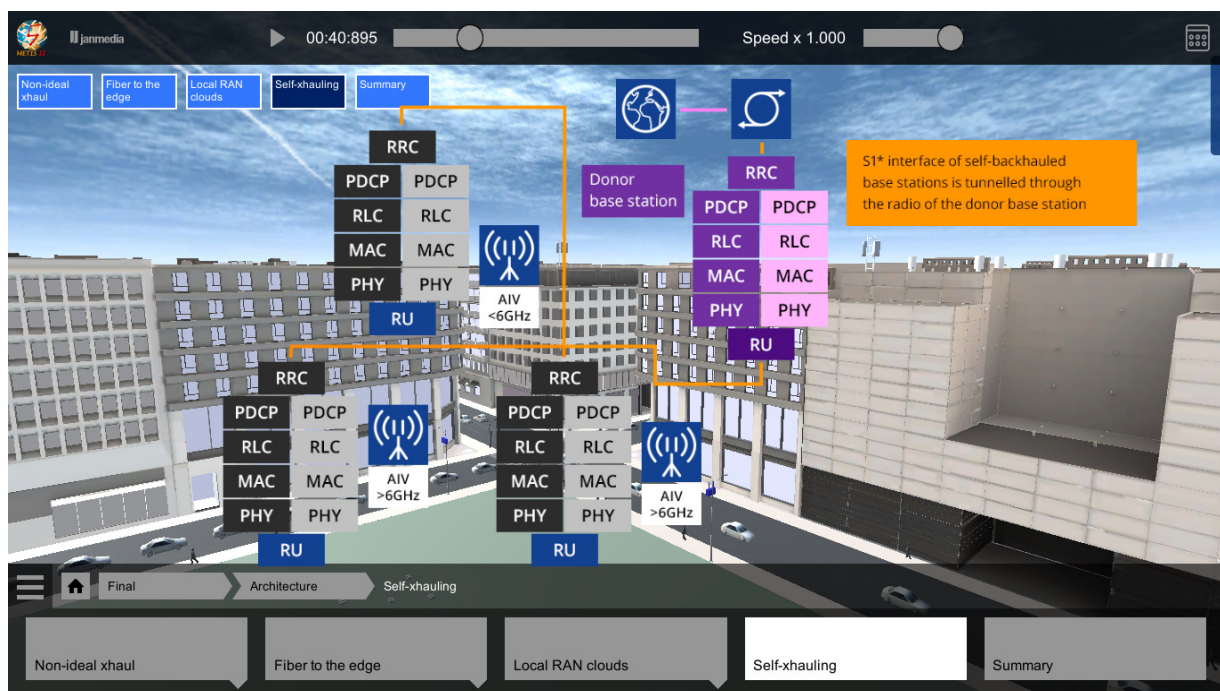 METIS II
janmedia
00:40:895
Speed x 1.000
Non-ideal
xhaul
Fiber to the
edge
Local RAN
clouds
Self-xhauling
Summary
RRC
PDCP PDCP
RLC RLC
MAC MAC
PHY PHY
RU
AIV
<6GHz
Donor
base station
RRC
PDCP PDCP
RLC RLC
MAC MAC
PHY PHY
RU
S1* interface of self-backhauled
base stations is tunnelled through
the radio of the donor base station
RRC
PDCP PDCP
RLC RLC
MAC MAC
PHY PHY
RU
AIV
>6GHz
RRC
PDCP PDCP
RLC RLC
MAC MAC
PHY PHY
RU
AIV
>6GHz
Final
Architecture
Self-xhauling
Non-ideal xhaul
Fiber to the edge
Local RAN clouds
Self-xhauling
Summary